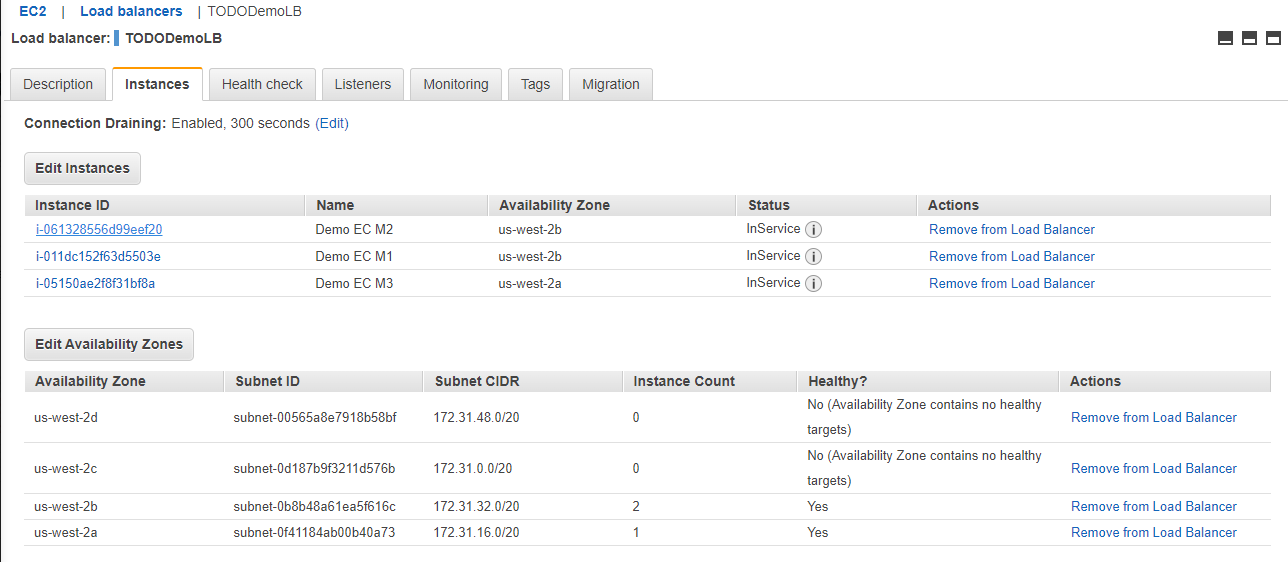 EC2 | Load balancers | TODODemoLB
Load balancer: TODODemoLB
Description Instances Health check Listeners Monitoring Tags Migration
Connection Draining: Enabled, 300 seconds (Edit)
Edit Instances
Instance ID Name Availability Zone Status Actions
i-061328556d99eef20 Demo EC M2 us-west-2b InService i Remove from Load Balancer
i-011dc152f63d5503e Demo EC M1 us-west-2b InService i Remove from Load Balancer
i-05150ae2f8f31bf8a Demo EC M3 us-west-2a InService i Remove from Load Balancer
Edit Availability Zones
Availability Zone Subnet ID Subnet CIDR Instance Count Healthy? Actions
us-west-2d subnet-00565a8e7918b58bf 172.31.48.0/20 0 No (Availability Zone contains no healthy
targets) Remove from Load Balancer
us-west-2c subnet-0d187b9f3211d576b 172.31.0.0/20 0 No (Availability Zone contains no healthy
targets) Remove from Load Balancer
us-west-2b subnet-0b8b48a61ea5f616c 172.31.32.0/20 2 Yes Remove from Load Balancer
us-west-2a subnet-0f41184ab00b40a73 172.31.16.0/20 1 Yes Remove from Load Balancer